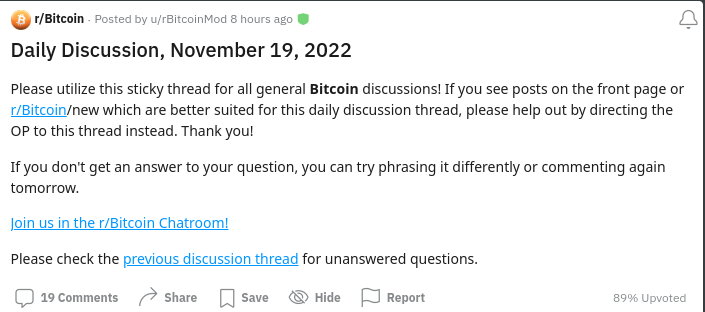 r/Bitcoin · Posted by u/rBitcoinMod 8 hours ago
Daily Discussion, November 19, 2022
Please utilize this sticky thread for all general Bitcoin discussions! If you see posts on the front page or
r/Bitcoin/new which are better suited for this daily discussion thread, please help out by directing the
OP to this thread instead. Thank you!
If you don't get an answer to your question, you can try phrasing it differently or commenting again
tomorrow.
Join us in the r/Bitcoin Chatroom!
Please check the previous discussion thread for unanswered questions.
19 Comments Share Save Hide Report 89% Upvoted